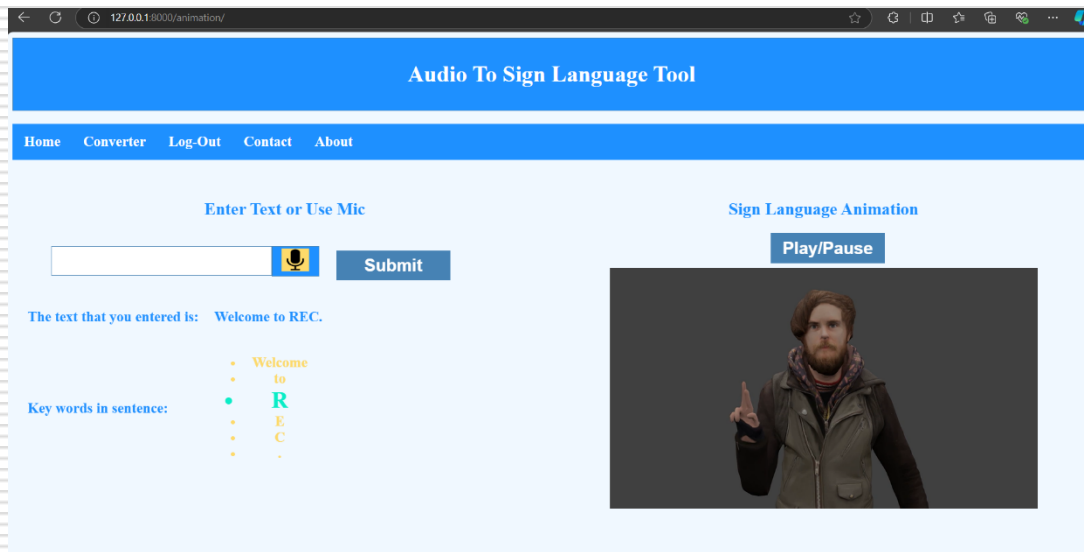 127.0.0.1:8000/animation/
Audio To Sign Language Tool
Home Converter Log-Out Contact About
Enter Text or Use Mic
Submit
The text that you entered is: Welcome to REC.
Key words in sentence:
Welcome
to
R
E
C
.
Sign Language Animation
Play/Pause